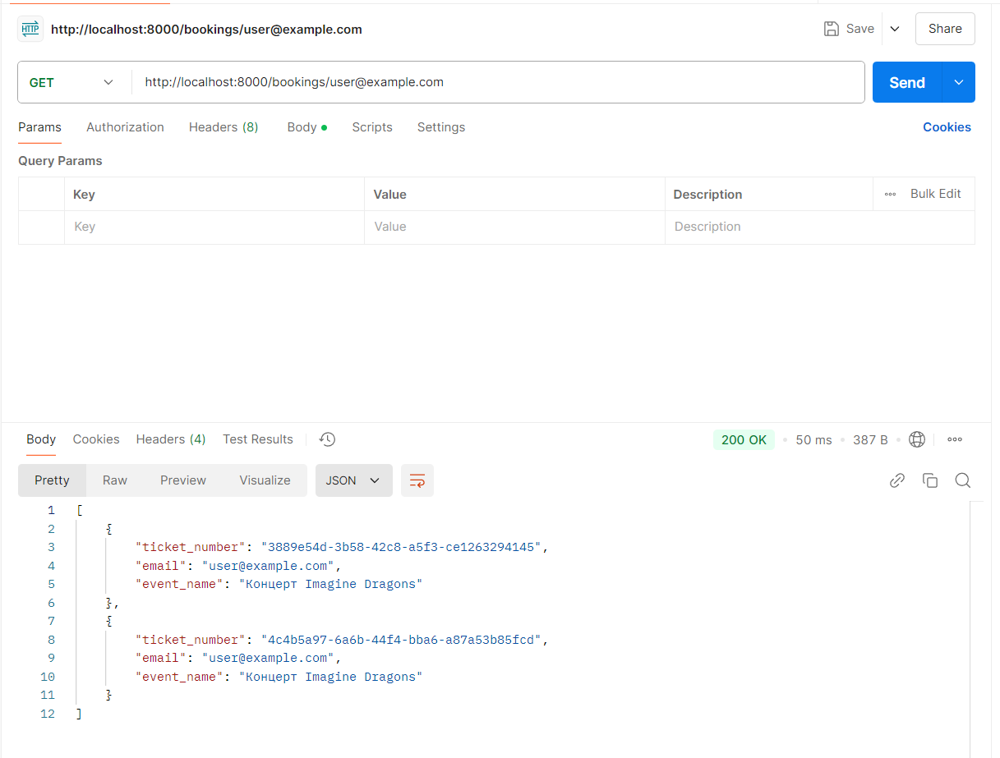 HTTP http://localhost:8000/bookings/user@example.com Save Share
GET http://localhost:8000/bookings/user@example.com Send
Params Authorization Headers (8) Body Scripts Settings Cookies
Query Params
Key Value Description Bulk Edit
Key Value Description
Body Cookies Headers (4) Test Results 200 OK 50 ms 387 B
Pretty Raw Preview Visualize JSON
1 [
2 {
3 "ticket_number": "3889e54d-3b58-42c8-a5f3-ce1263294145",
4 "email": "user@example.com",
5 "event_name": "Концерт Imagine Dragons"
6 },
7 {
8 "ticket_number": "4c4b5a97-6a6b-44f4-bba6-a87a53b85fcd",
9 "email": "user@example.com",
10 "event_name": "Концерт Imagine Dragons"
11 }
12 ]